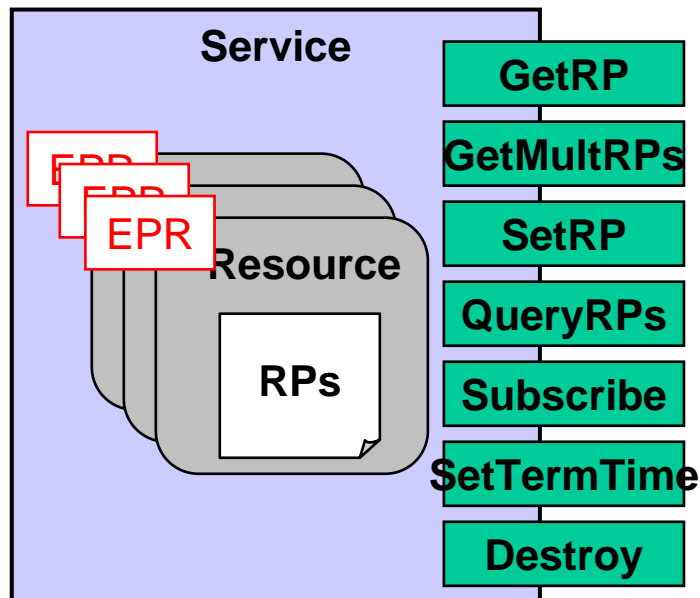 Service
GetRP
GetMultRPs
SetRP
QueryRPs
Subscribe
SetTermTime
Destroy
EPR
EPR
EPR
Resource
RPs